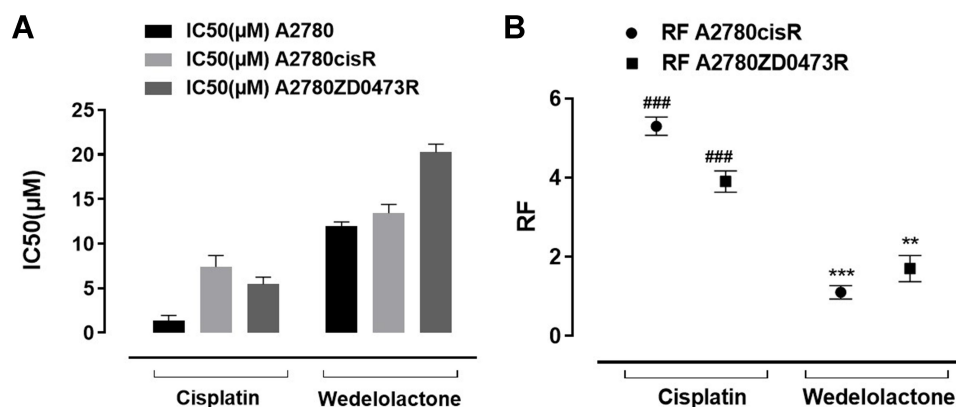 A
IC50(µM) A2780
IC50(µM) A2780cisR
IC50(µM) A2780ZD0473R
IC50(µM)
25
20
15
10
5
0
Cisplatin
Wedelolactone
B
RF A2780cisR
RF A2780ZD0473R
RF
6
4
2
0
###
###
***
**
Cisplatin
Wedelolactone